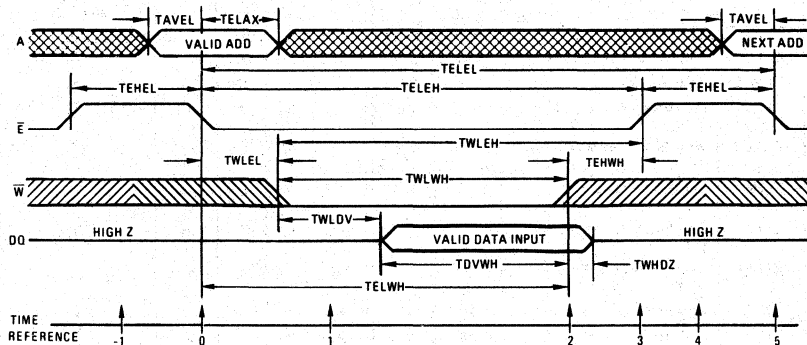 TAVEL TELAX TAVEL
A VALID ADD NEXT ADD
TELEL
TEHEL TELEH TEHEL
E
TWLEH
TWLEL TEHWH
TWLWH
W
TWLDV
DQ HIGH Z VALID DATA INPUT HIGH Z
TDVWH TWHDZ
TELWH
TIME
REFERENCE
-1 0 1 2 3 4 5